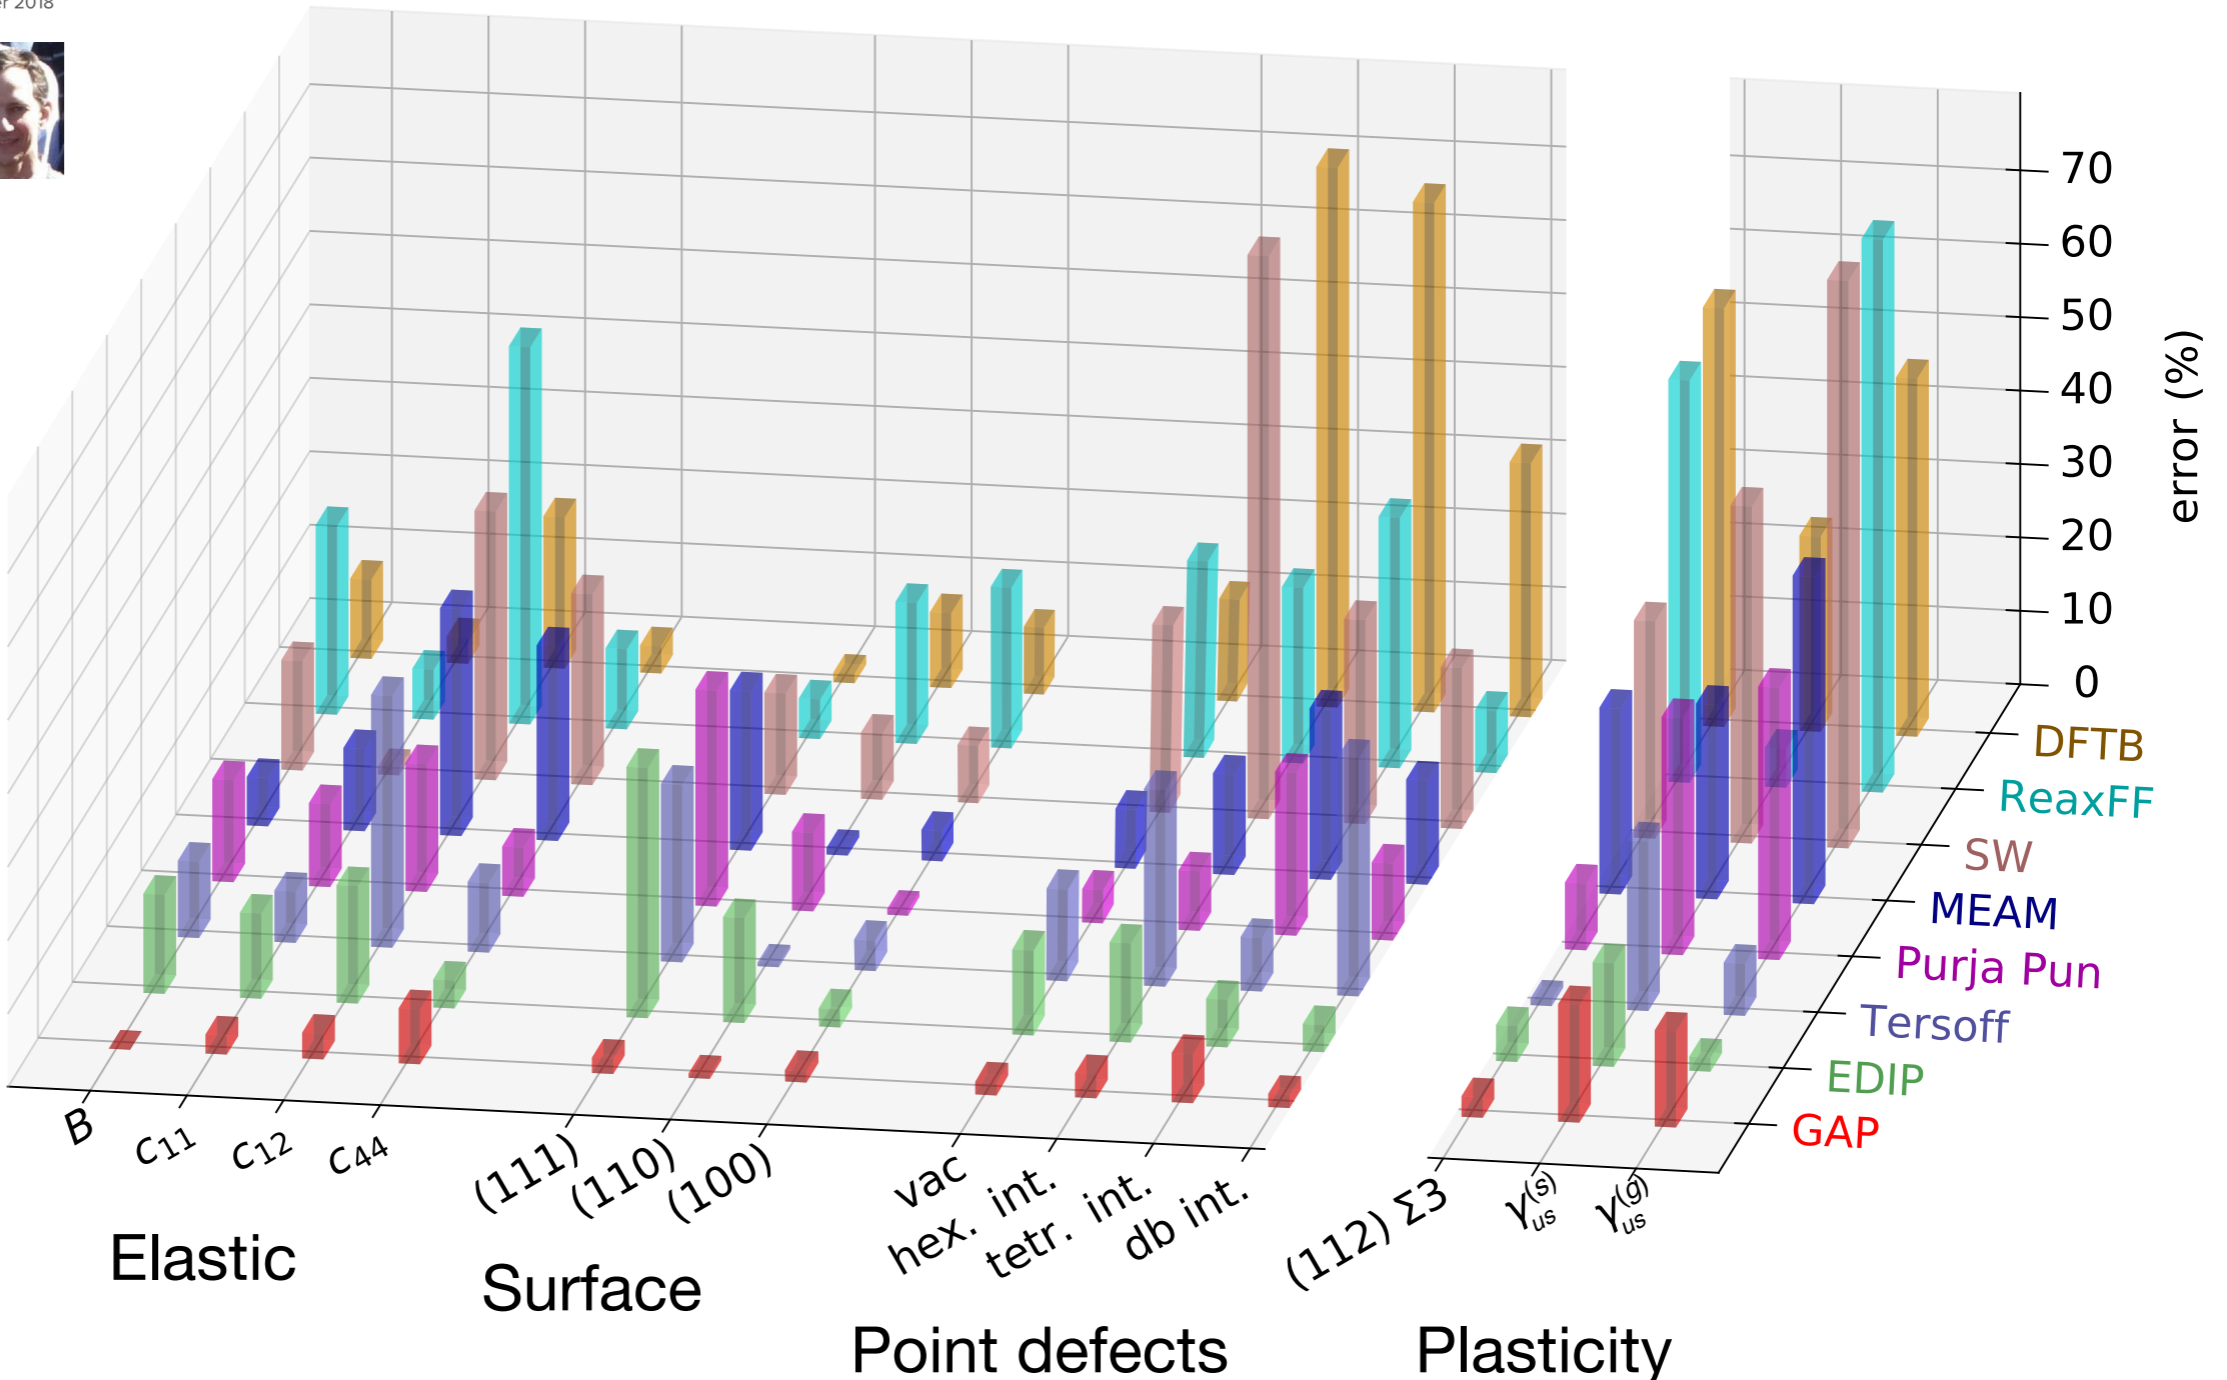 er 2018
70
60
50
40
30
20
10
0
error (%)
DFTB
ReaxFF
SW
MEAM
Purja Pun
Tersoff
EDIP
GAP
B
c11
c12
c44
(111)
(110)
(100)
vac
hex. int.
tetr. int.
db int.
(112) Σ3
γus(s)
γus(g)
Elastic
Surface
Point defects
Plasticity